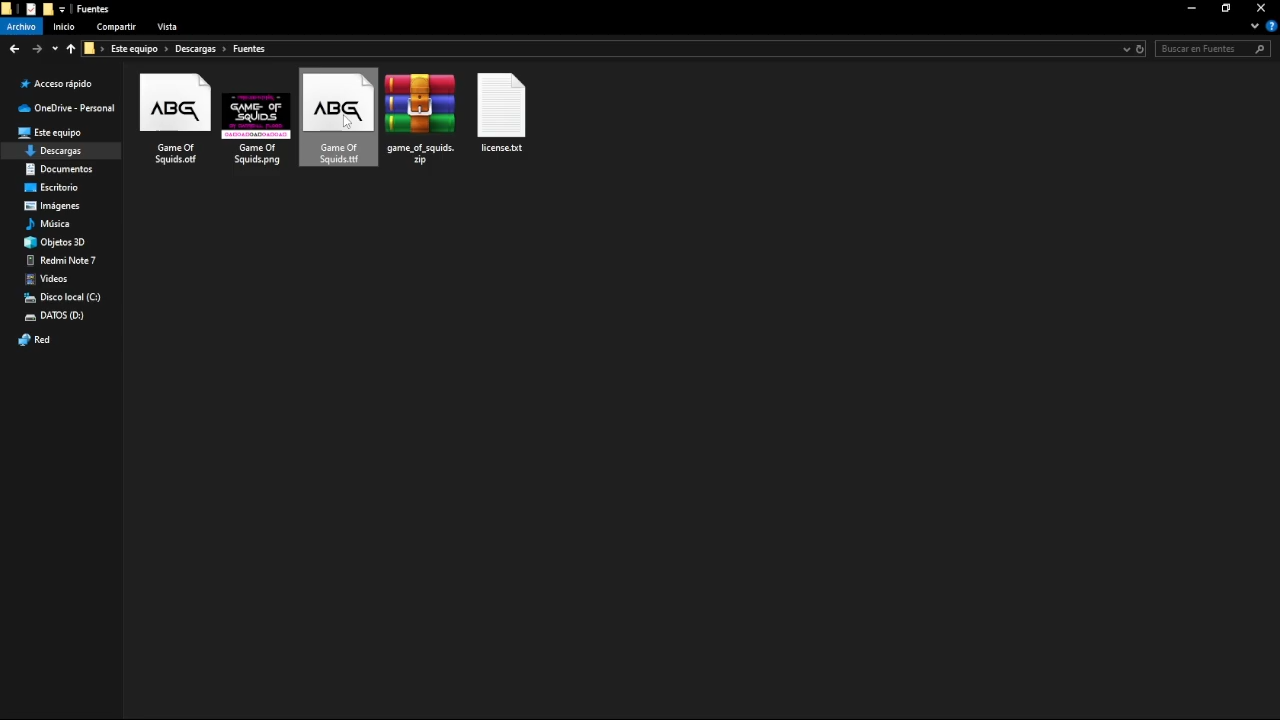 Fuentes
Archivo Inicio Compartir Vista
Este equipo Descargas Fuentes
Buscar en Fuentes
Acceso rápido
OneDrive - Personal
Este equipo
Descargas
Documentos
Escritorio
Imágenes
Música
Objetos 3D
Redmi Note 7
Videos
Disco local (C:)
DATOS (D:)
Red
ABG
Game Of
Squids.otf
GAME OF
SQUIDS
Game Of
Squids.png
ABG
Game Of
Squids.ttf
game_of_squids.
zip
license.txt